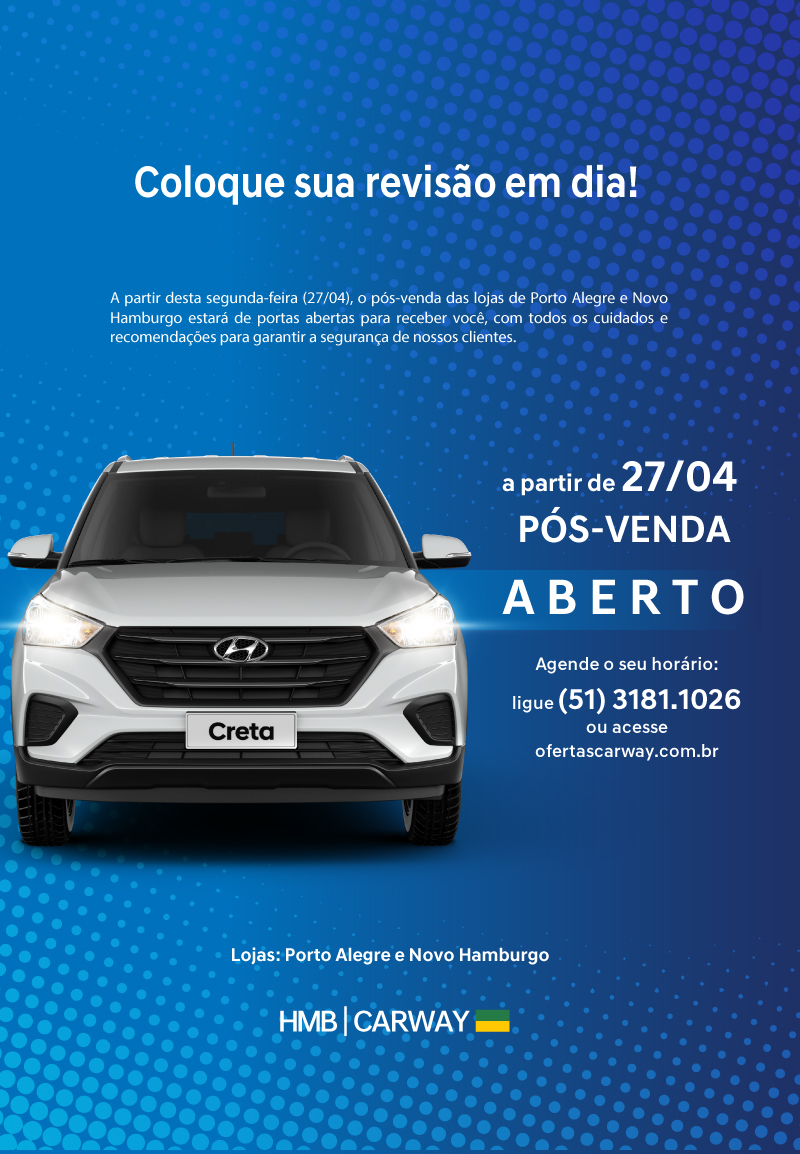 Coloque sua revisão em dia!
A partir desta segunda-feira (27/04), o pós-venda das lojas de Porto Alegre e Novo
Hamburgo estará de portas abertas para receber você, com todos os cuidados e
recomendações para garantir a segurança de nossos clientes.
a partir de 27/04
PÓS-VENDA
ABERTO
Agende o seu horário:
ligue (51) 3181.1026
ou acesse
ofertascarway.com.br
Creta
Lojas: Porto Alegre e Novo Hamburgo
HMB | CARWAY